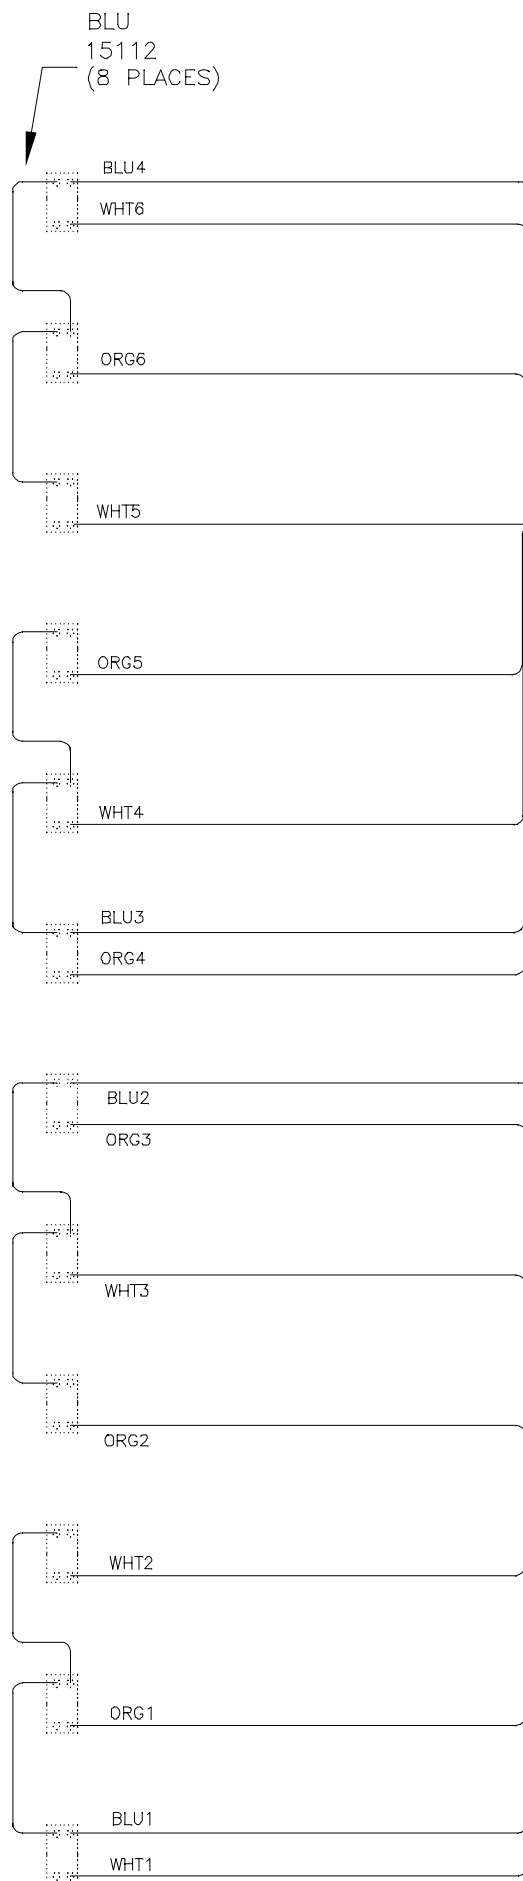 BLU
15112
(8 PLACES)
BLU4
WHT6
ORG6
WHT5
ORG5
WHT4
BLU3
ORG4
BLU2
ORG3
WHT3
ORG2
WHT2
ORG1
BLU1
WHT1